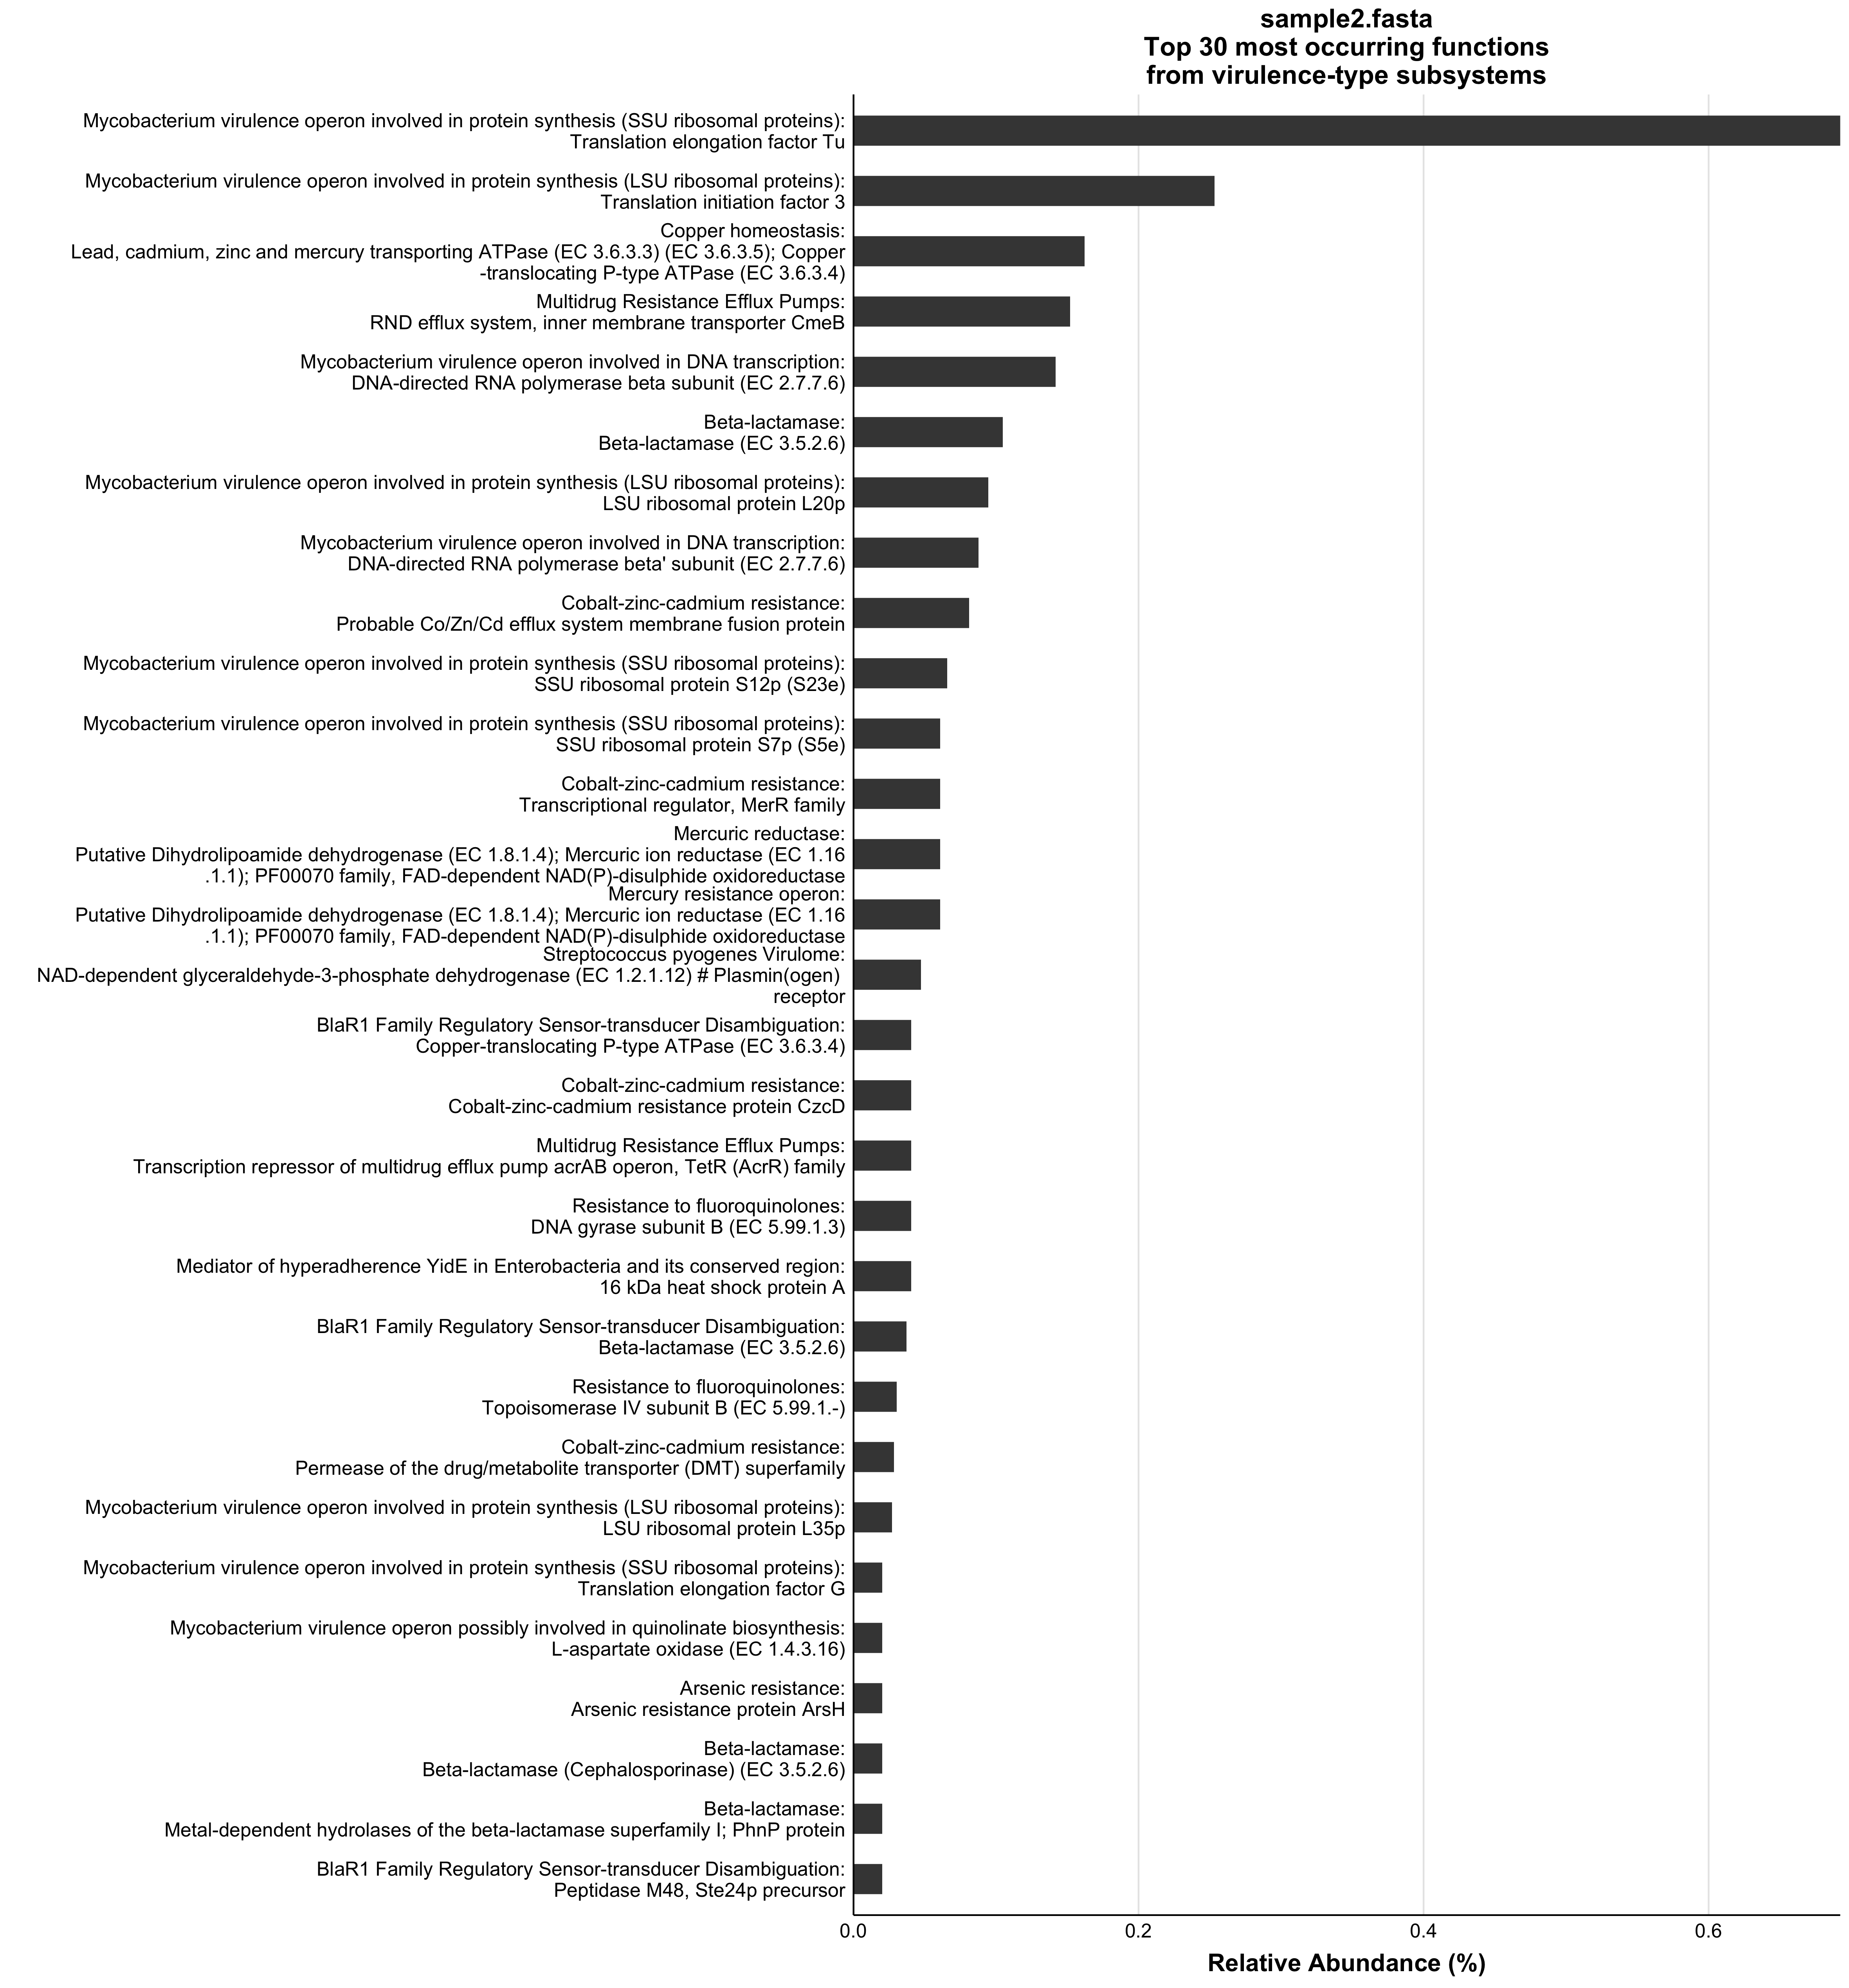 sample2.fasta
Top 30 most occurring functions
from virulence-type subsystems
Mycobacterium virulence operon involved in protein synthesis (SSU ribosomal proteins):
Translation elongation factor Tu
Mycobacterium virulence operon involved in protein synthesis (LSU ribosomal proteins):
Translation initiation factor 3
Copper homeostasis:
Lead, cadmium, zinc and mercury transporting ATPase (EC 3.6.3.3) (EC 3.6.3.5); Copper
-translocating P-type ATPase (EC 3.6.3.4)
Multidrug Resistance Efflux Pumps:
RND efflux system, inner membrane transporter CmeB
Mycobacterium virulence operon involved in DNA transcription:
DNA-directed RNA polymerase beta subunit (EC 2.7.7.6)
Beta-lactamase:
Beta-lactamase (EC 3.5.2.6)
Mycobacterium virulence operon involved in protein synthesis (LSU ribosomal proteins):
LSU ribosomal protein L20p
Mycobacterium virulence operon involved in DNA transcription:
DNA-directed RNA polymerase beta' subunit (EC 2.7.7.6)
Cobalt-zinc-cadmium resistance:
Probable Co/Zn/Cd efflux system membrane fusion protein
Mycobacterium virulence operon involved in protein synthesis (SSU ribosomal proteins):
SSU ribosomal protein S12p (S23e)
Mycobacterium virulence operon involved in protein synthesis (SSU ribosomal proteins):
SSU ribosomal protein S7p (S5e)
Cobalt-zinc-cadmium resistance:
Transcriptional regulator, MerR family
Mercuric reductase:
Putative Dihydrolipoamide dehydrogenase (EC 1.8.1.4); Mercuric ion reductase (EC 1.16
.1.1); PF00070 family, FAD-dependent NAD(P)-disulphide oxidoreductase
Mercury resistance operon:
Putative Dihydrolipoamide dehydrogenase (EC 1.8.1.4); Mercuric ion reductase (EC 1.16
.1.1); PF00070 family, FAD-dependent NAD(P)-disulphide oxidoreductase
Streptococcus pyogenes Virulome:
NAD-dependent glyceraldehyde-3-phosphate dehydrogenase (EC 1.2.1.12) # Plasmin(ogen)
receptor
BlaR1 Family Regulatory Sensor-transducer Disambiguation:
Copper-translocating P-type ATPase (EC 3.6.3.4)
Cobalt-zinc-cadmium resistance:
Cobalt-zinc-cadmium resistance protein CzcD
Multidrug Resistance Efflux Pumps:
Transcription repressor of multidrug efflux pump acrAB operon, TetR (AcrR) family
Resistance to fluoroquinolones:
DNA gyrase subunit B (EC 5.99.1.3)
Mediator of hyperadherence YidE in Enterobacteria and its conserved region:
16 kDa heat shock protein A
BlaR1 Family Regulatory Sensor-transducer Disambiguation:
Beta-lactamase (EC 3.5.2.6)
Resistance to fluoroquinolones:
Topoisomerase IV subunit B (EC 5.99.1.-)
Cobalt-zinc-cadmium resistance:
Permease of the drug/metabolite transporter (DMT) superfamily
Mycobacterium virulence operon involved in protein synthesis (LSU ribosomal proteins):
LSU ribosomal protein L35p
Mycobacterium virulence operon involved in protein synthesis (SSU ribosomal proteins):
Translation elongation factor G
Mycobacterium virulence operon possibly involved in quinolinate biosynthesis:
L-aspartate oxidase (EC 1.4.3.16)
Arsenic resistance:
Arsenic resistance protein ArsH
Beta-lactamase:
Beta-lactamase (Cephalosporinase) (EC 3.5.2.6)
Beta-lactamase:
Metal-dependent hydrolases of the beta-lactamase superfamily I; PhnP protein
BlaR1 Family Regulatory Sensor-transducer Disambiguation:
Peptidase M48, Ste24p precursor
0.0 0.2 0.4 0.6
Relative Abundance (%)